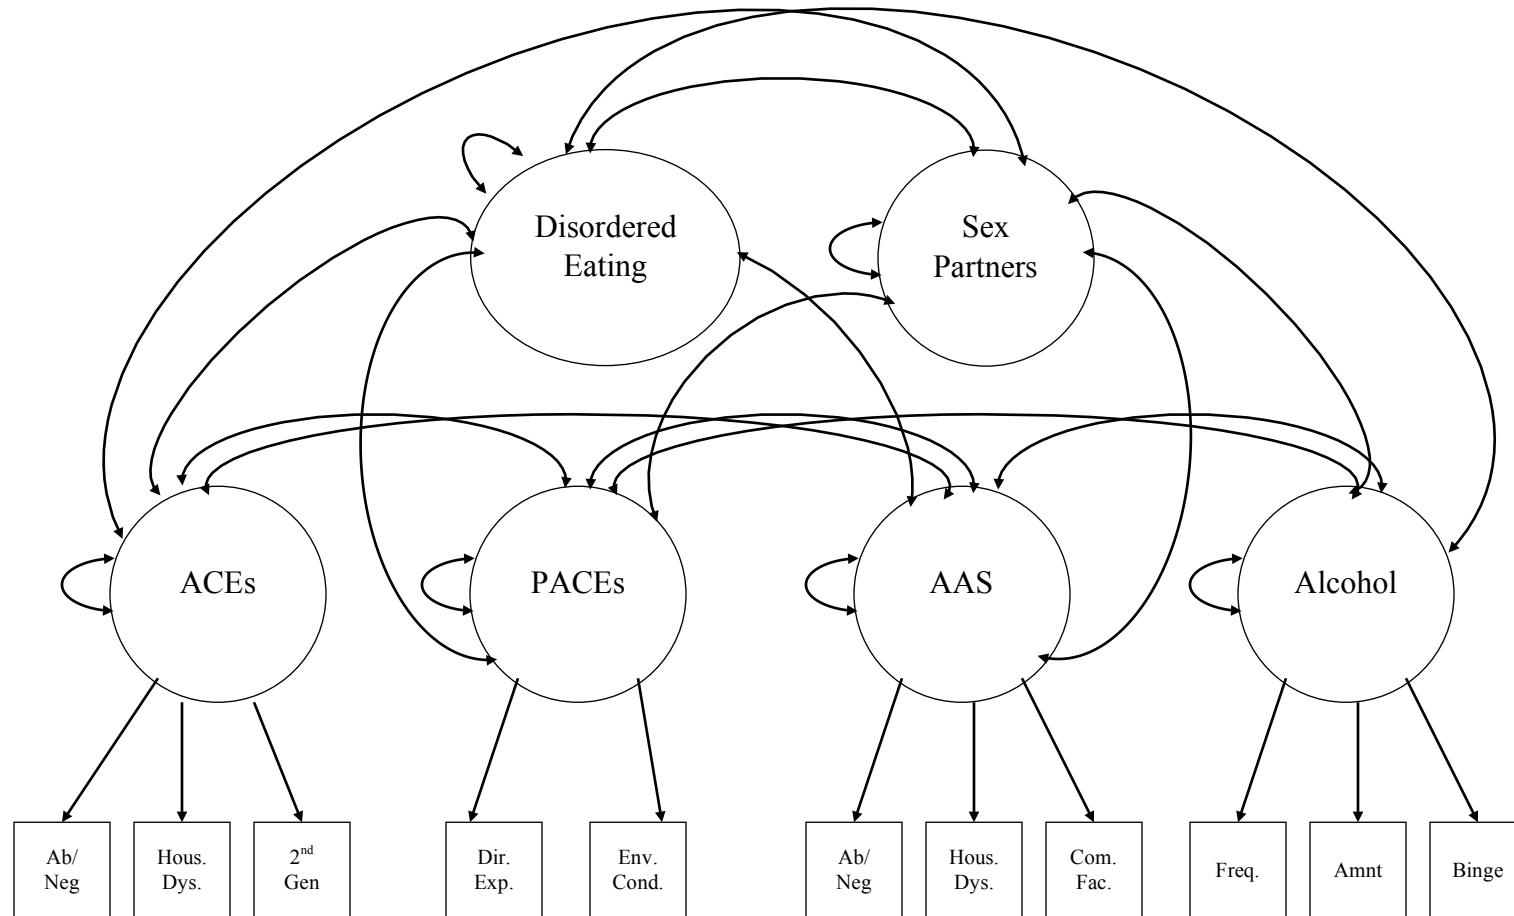 Disordered
Eating
Sex
Partners
ACEs
PACEs
AAS
Alcohol
Ab/
Neg
Hous.
Dys.
2nd
Gen
Dir.
Exp.
Env.
Cond.
Ab/
Neg
Hous.
Dys.
Com.
Fac.
Freq.
Amnt
Binge